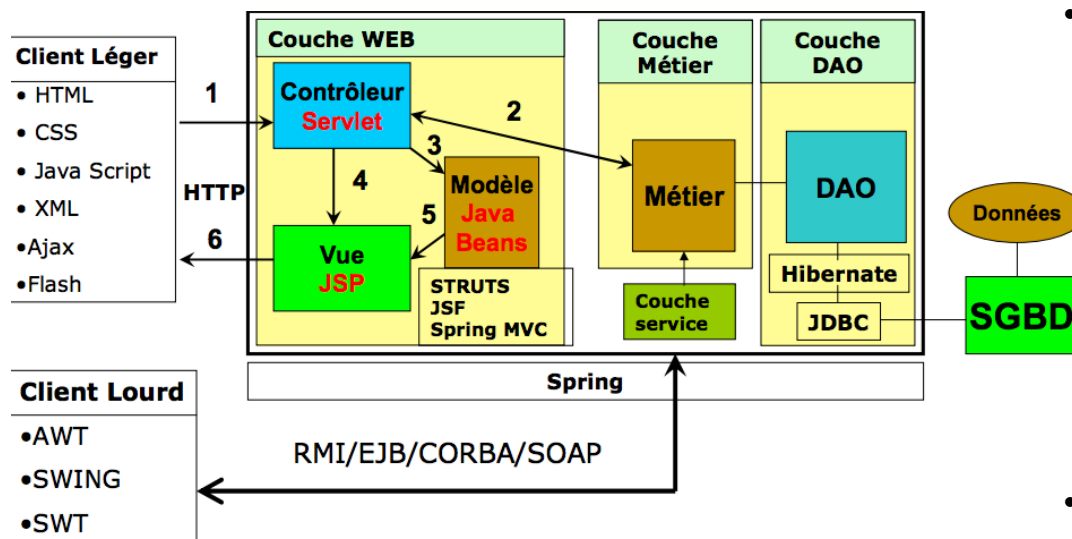 Client Léger
• HTML
• CSS
• Java Script
• XML
•Ajax
•Flash
1
HTTP
6
Couche WEB
Contrôleur
Servlet
2
3
4
Modèle
Java
Beans
5
Vue
JSP
STRUTS
JSF
Spring MVC
Couche
Métier
Métier
Couche
service
Couche
DAO
DAO
Hibernate
JDBC
Données
SGBD
Spring
Client Lourd
•AWT
•SWING
•SWT
RMI/EJB/CORBA/SOAP